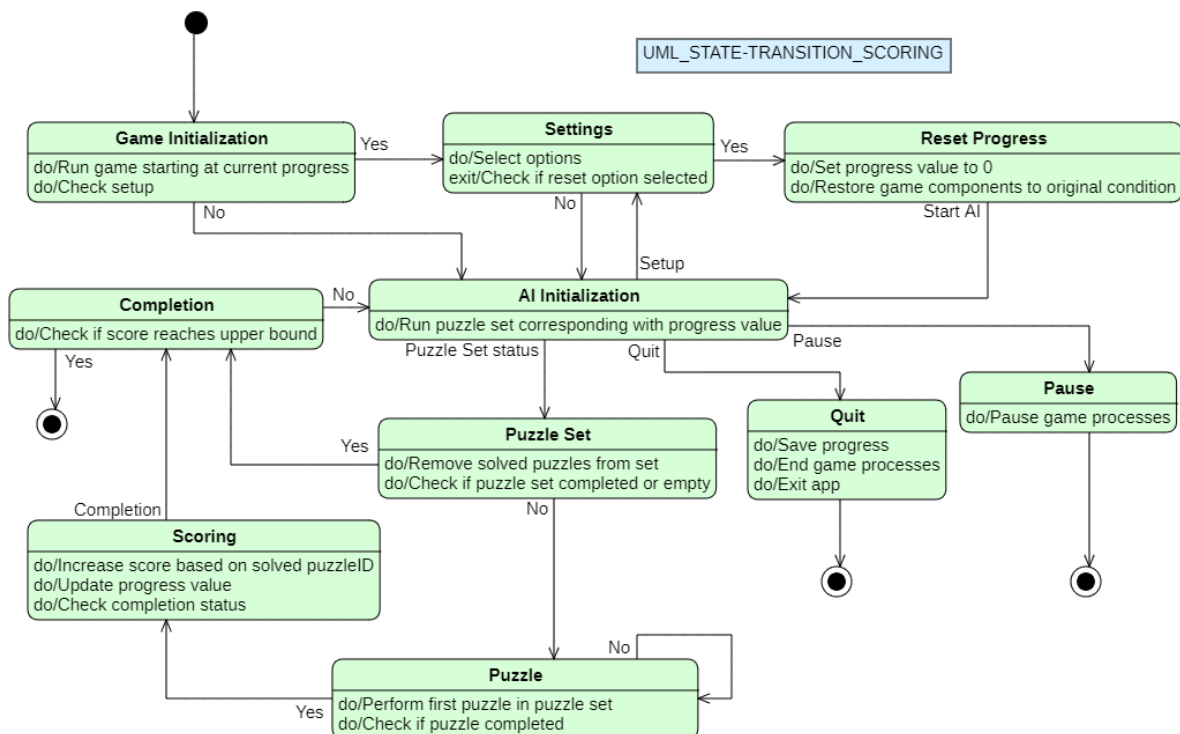 UML_STATE-TRANSITION_SCORING
Game Initialization
do/Run game starting at current progress
do/Check setup
Yes
No
Settings
do/Select options
exit/Check if reset option selected
Yes
No
Setup
Reset Progress
do/Set progress value to 0
do/Restore game components to original condition
Start AI
Completion
do/Check if score reaches upper bound
No
Yes
AI Initialization
do/Run puzzle set corresponding with progress value
Puzzle Set status
Quit
Pause
Pause
do/Pause game processes
Quit
do/Save progress
do/End game processes
do/Exit app
Puzzle Set
do/Remove solved puzzles from set
do/Check if puzzle set completed or empty
Yes
No
Completion
Scoring
do/Increase score based on solved puzzleID
do/Update progress value
do/Check completion status
No
Puzzle
do/Perform first puzzle in puzzle set
do/Check if puzzle completed
Yes